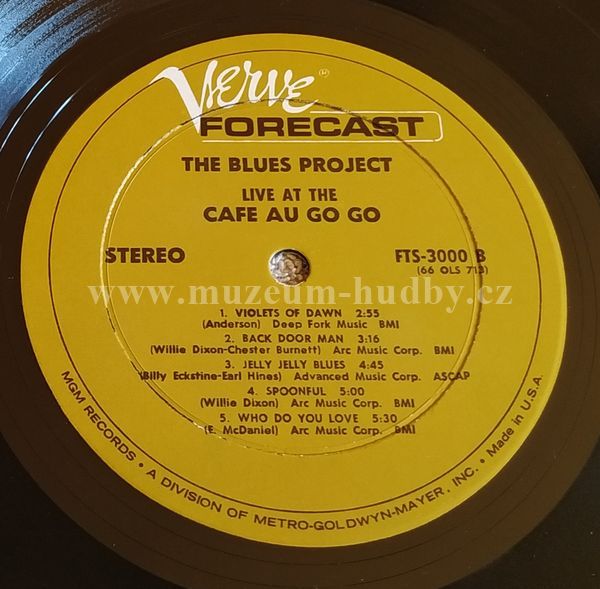 Verve
FORECAST
THE BLUES PROJECT
LIVE AT THE
CAFE AU GO GO
STEREO
FTS-3000 B
(66 OLS 713)
www.muzeum-hudby.cz
1. VIOLETS OF DAWN 2:55
(Anderson) Deep Fork Music BMI
2. BACK DOOR MAN 3:16
(Willie Dixon-Chester Burnett) Arc Music Corp. BMI
3. JELLY JELLY BLUES 4:45
(Billy Eckstine-Earl Hines) Advanced Music Corp. ASCAP
4. SPOONFUL 5:00
(Willie Dixon) Arc Music Corp. BMI
5. WHO DO YOU LOVE 5:30
(E. McDaniel) Arc Music Corp. BMI
MGM RECORDS • A DIVISION OF METRO-GOLDWYN-MAYER, INC. • Made in U.S.A.